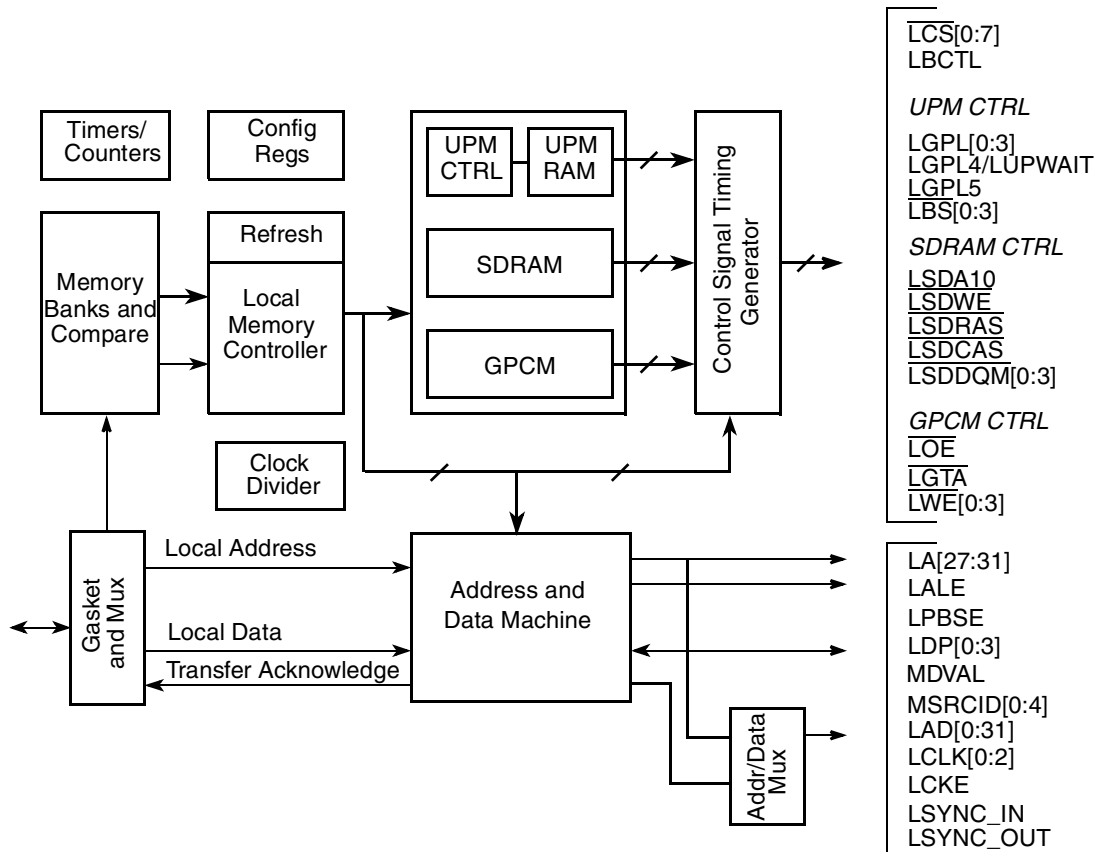 Timers/
Counters
Config
Regs
UPM
CTRL
UPM
RAM
Refresh
Memory
Banks and
Compare
Local
Memory
Controller
SDRAM
GPCM
Control Signal Timing
Generator
Clock
Divider
Gasket
and Mux
Local Address
Local Data
Transfer Acknowledge
Address and
Data Machine
Addr/Data
Mux
LCS[0:7]
LBCTL
UPM CTRL
LGPL[0:3]
LGPL4/LUPWAIT
LGPL5
LBS[0:3]
SDRAM CTRL
LSDA10
LSDWE
LSDRAS
LSDCAS
LSDDQM[0:3]
GPCM CTRL
LOE
LGTA
LWE[0:3]
LA[27:31]
LALE
LPBSE
LDP[0:3]
MDVAL
MSRCID[0:4]
LAD[0:31]
LCLK[0:2]
LCKE
LSYNC_IN
LSYNC_OUT